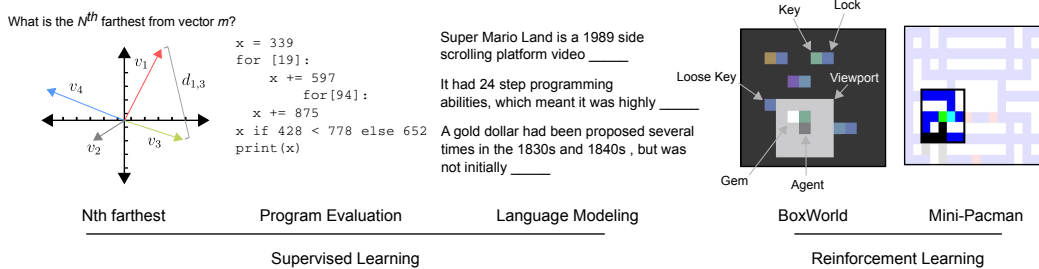 What is the Nth farthest from vector m?
v1
v4
d1,3
v2
v3
x = 339
for [19]:
x += 597
for[94]:
x += 875
x if 428 < 778 else 652
print(x)
Super Mario Land is a 1989 side
scrolling platform video _____
It had 24 step programming
abilities, which meant it was highly _____
A gold dollar had been proposed several
times in the 1830s and 1840s , but was
not initially _____
Key
Lock
Loose Key
Viewport
Gem
Agent
Nth farthest
Program Evaluation
Language Modeling
BoxWorld
Mini-Pacman
Supervised Learning
Reinforcement Learning